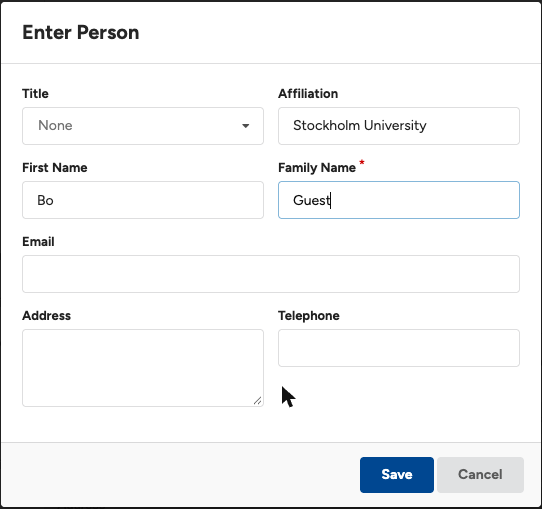 Enter Person
Title
Affiliation
None
Stockholm University
First Name
Family Name *
Bo
Guest
Email
Address
Telephone
Save
Cancel